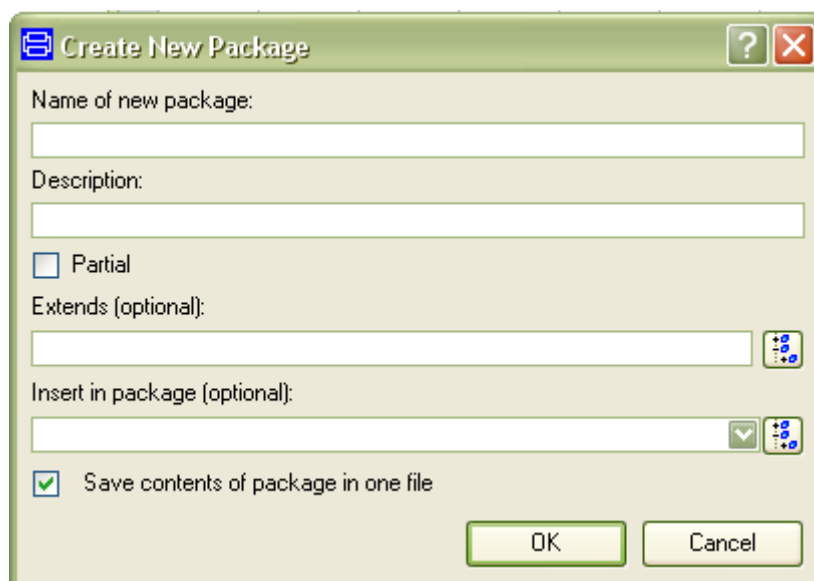 Create New Package
Name of new package:
Description:
Partial
Extends (optional):
Insert in package (optional):
Save contents of package in one file
OK Cancel